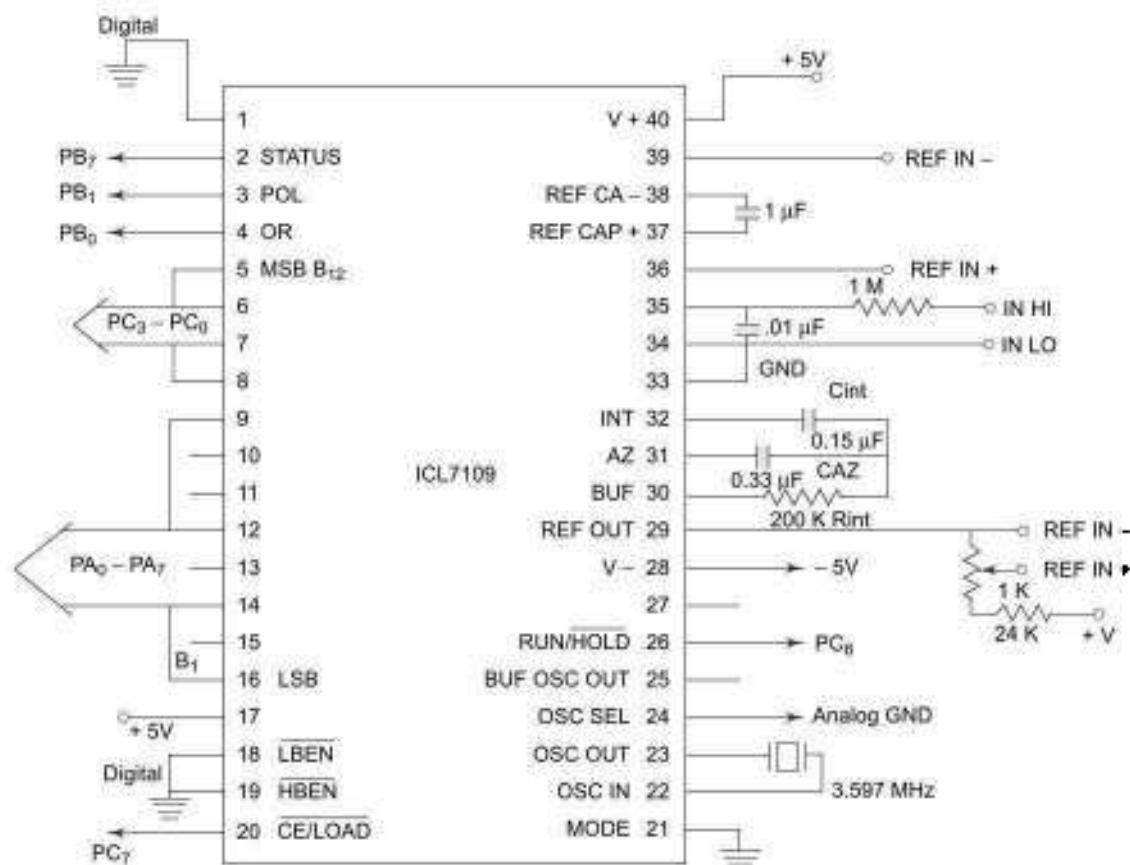 Digital
+ 5V
1
V + 40
PB7
2 STATUS
39
REF IN –
PB1
3 POL
REF CA – 38
1 µF
PB0
4 OR
REF CAP + 37
5 MSB B12
36
REF IN +
1 M
PC3 – PC0
6
35
IN HI
.01 µF
7
34
IN LO
GND
8
33
Cint
9
INT 32
0.15 µF
10
ICL7109
AZ 31
0.33 µF
CAZ
11
BUF 30
200 K Rint
12
REF OUT 29
REF IN –
PA0 – PA7
13
V – 28
– 5V
REF IN +
1 K
14
27
24 K
+ V
15
RUN/HOLD 26
PC6
B1
16 LSB
BUF OSC OUT 25
17
+ 5V
OSC SEL 24
Analog GND
18 LBEN
OSC OUT 23
Digital
19 HBEN
OSC IN 22
3.597 MHz
20 CE/LOAD
MODE 21
PC7